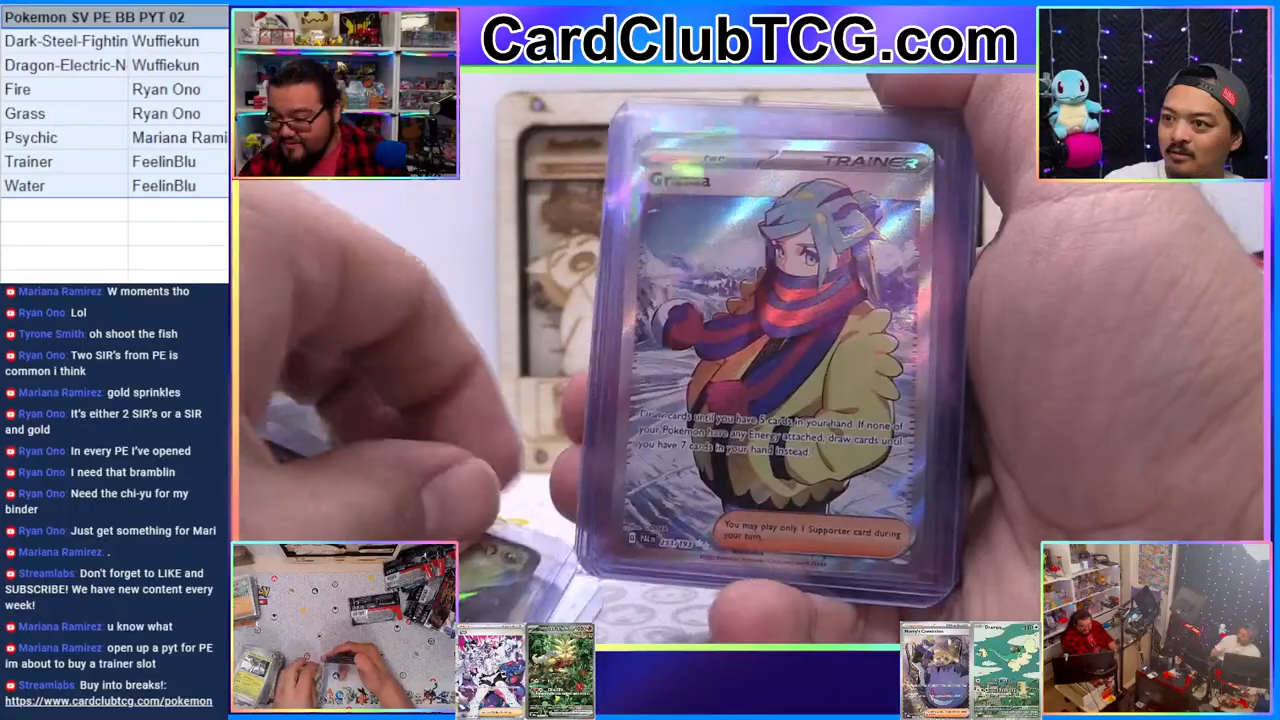 Pokemon SV PE BB PYT 02
Dark-Steel-Fightin Wuffiekun
Dragon-Electric-N Wuffiekun
Fire Ryan Ono
Grass Ryan Ono
Psychic Mariana Rami
Trainer FeelinBlu
Water FeelinBlu
CardClubTCG.com
Mariana Ramirez W moments tho
Ryan Ono: Lol
Tyrone Smith: oh shoot the fish
Ryan Ono: Two SIR's from PE is
common i think
Mariana Ramirez: gold sprinkles
Ryan Ono: It's either 2 SIR's or a SIR
and gold
Ryan Ono: In every PE I've opened
Ryan Ono: I need that bramblin
Ryan Ono: Need the chi-yu for my
binder
Ryan Ono: Just get something for Mari
Mariana Ramirez: .
Streamlabs: Don't forget to LIKE and
SUBSCRIBE! We have new content every
week!
Mariana Ramirez: u know what
Mariana Ramirez: open up a pyt for PE
im about to buy a trainer slot
Streamlabs: Buy into breaks!:
TRAINER
Draw cards until you have 5 cards in your hand. If none of
your Pokémon have any Energy attached, draw cards until
you have 7 cards in your hand instead.
You may play only 1 Supporter card during
your turn.